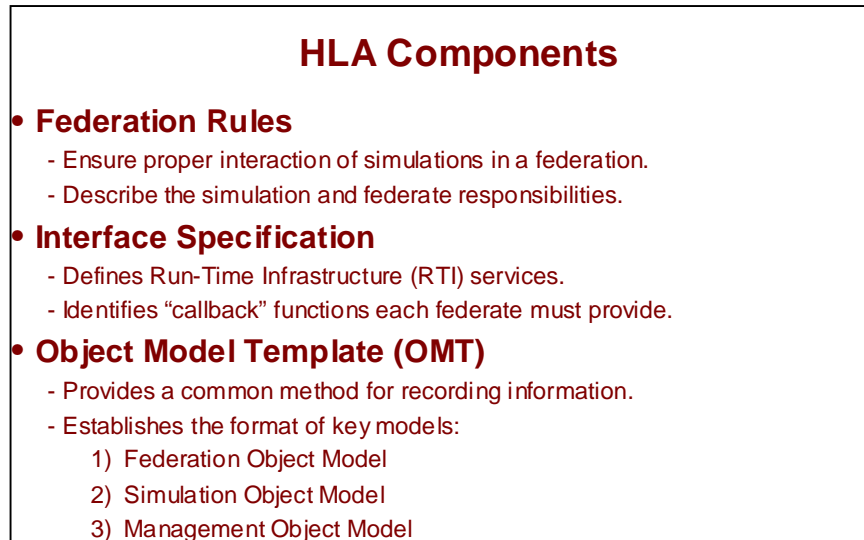 HLA Components
• Federation Rules
- Ensure proper interaction of simulations in a federation.
- Describe the simulation and federate responsibilities.
• Interface Specification
- Defines Run-Time Infrastructure (RTI) services.
- Identifies “callback” functions each federate must provide.
• Object Model Template (OMT)
- Provides a common method for recording information.
- Establishes the format of key models:
1) Federation Object Model
2) Simulation Object Model
3) Management Object Model